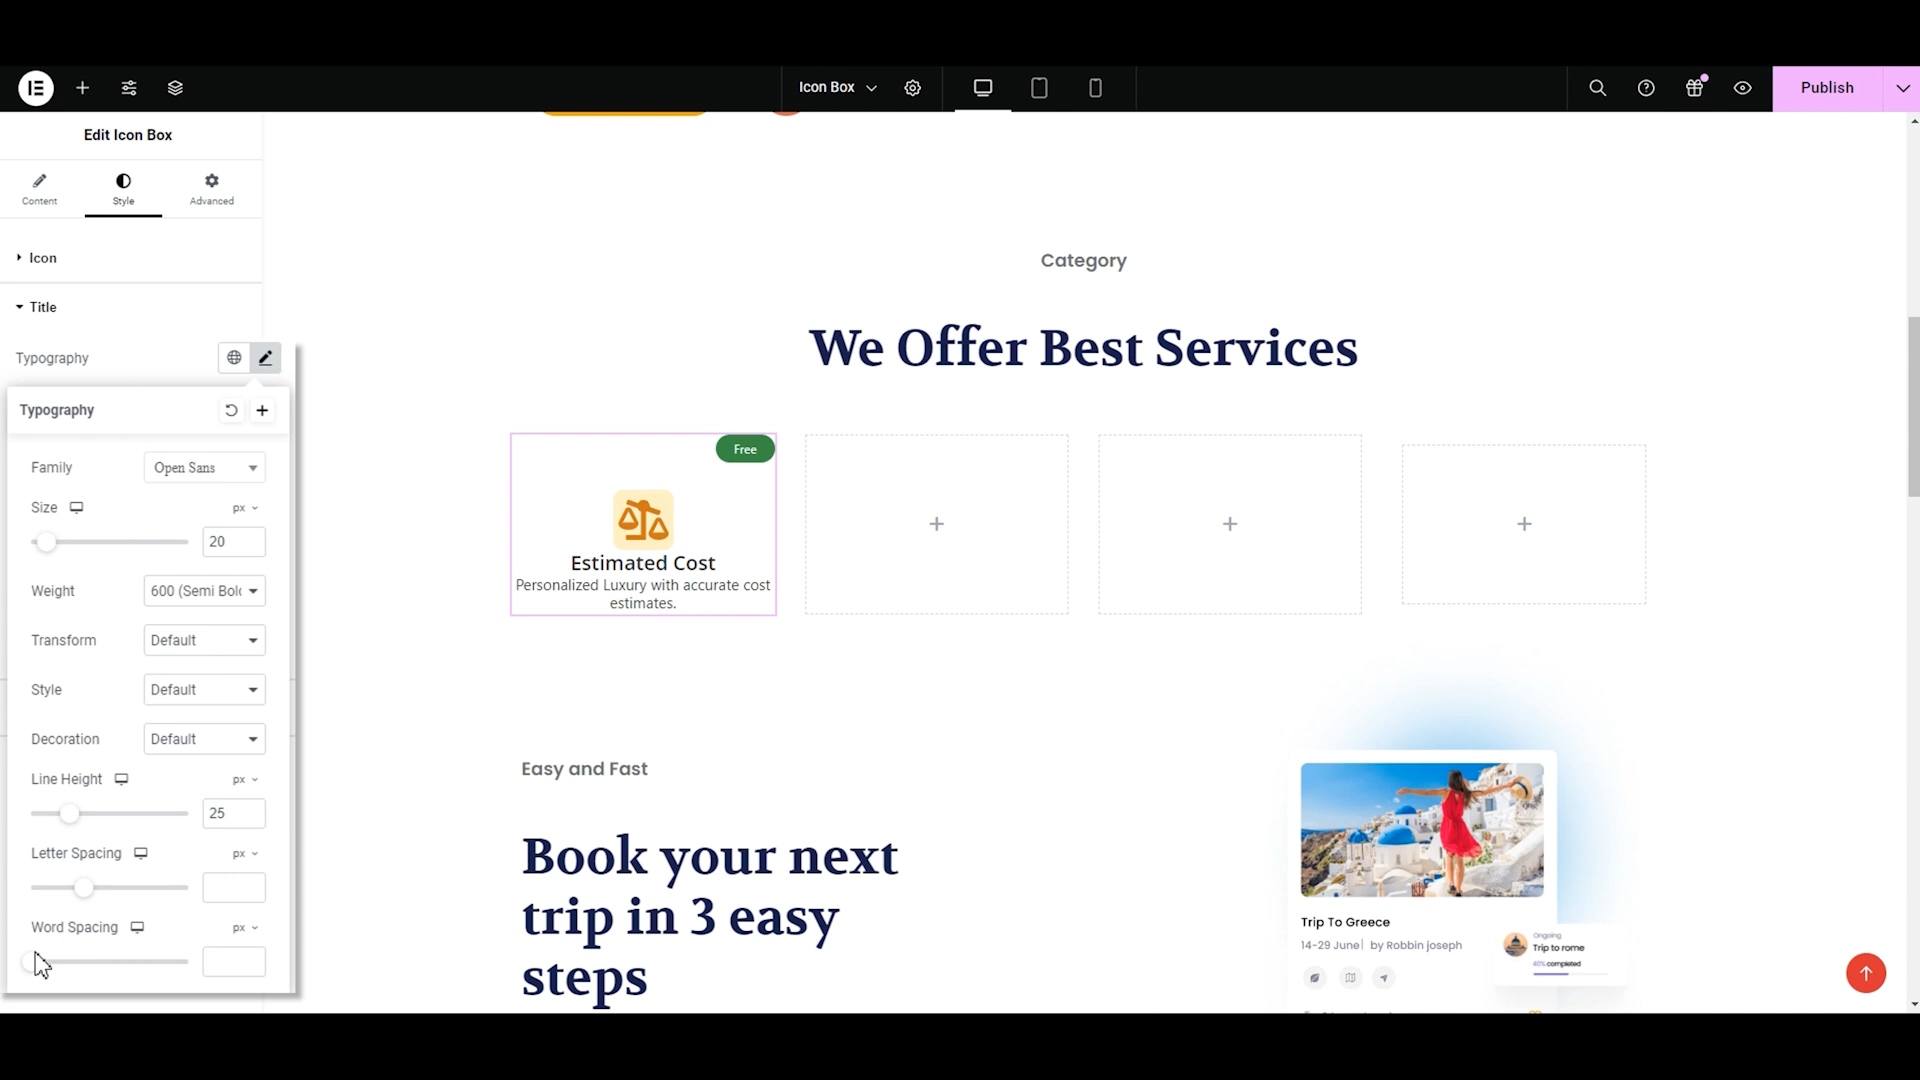 Icon Box
Publish
Edit Icon Box
Content
Style
Advanced
Icon
Title
Typography
Typography
Family
Open Sans
Size
px
20
Weight
600 (Semi Bol
Transform
Default
Style
Default
Decoration
Default
Line Height
px
25
Letter Spacing
px
Word Spacing
px
Category
We Offer Best Services
Free
Estimated Cost
Personalized Luxury with accurate cost
estimates.
Easy and Fast
Book your next
trip in 3 easy
steps
Trip To Greece
14-29 June| by Robbin joseph
Ongoing
Trip to rome
40% completed